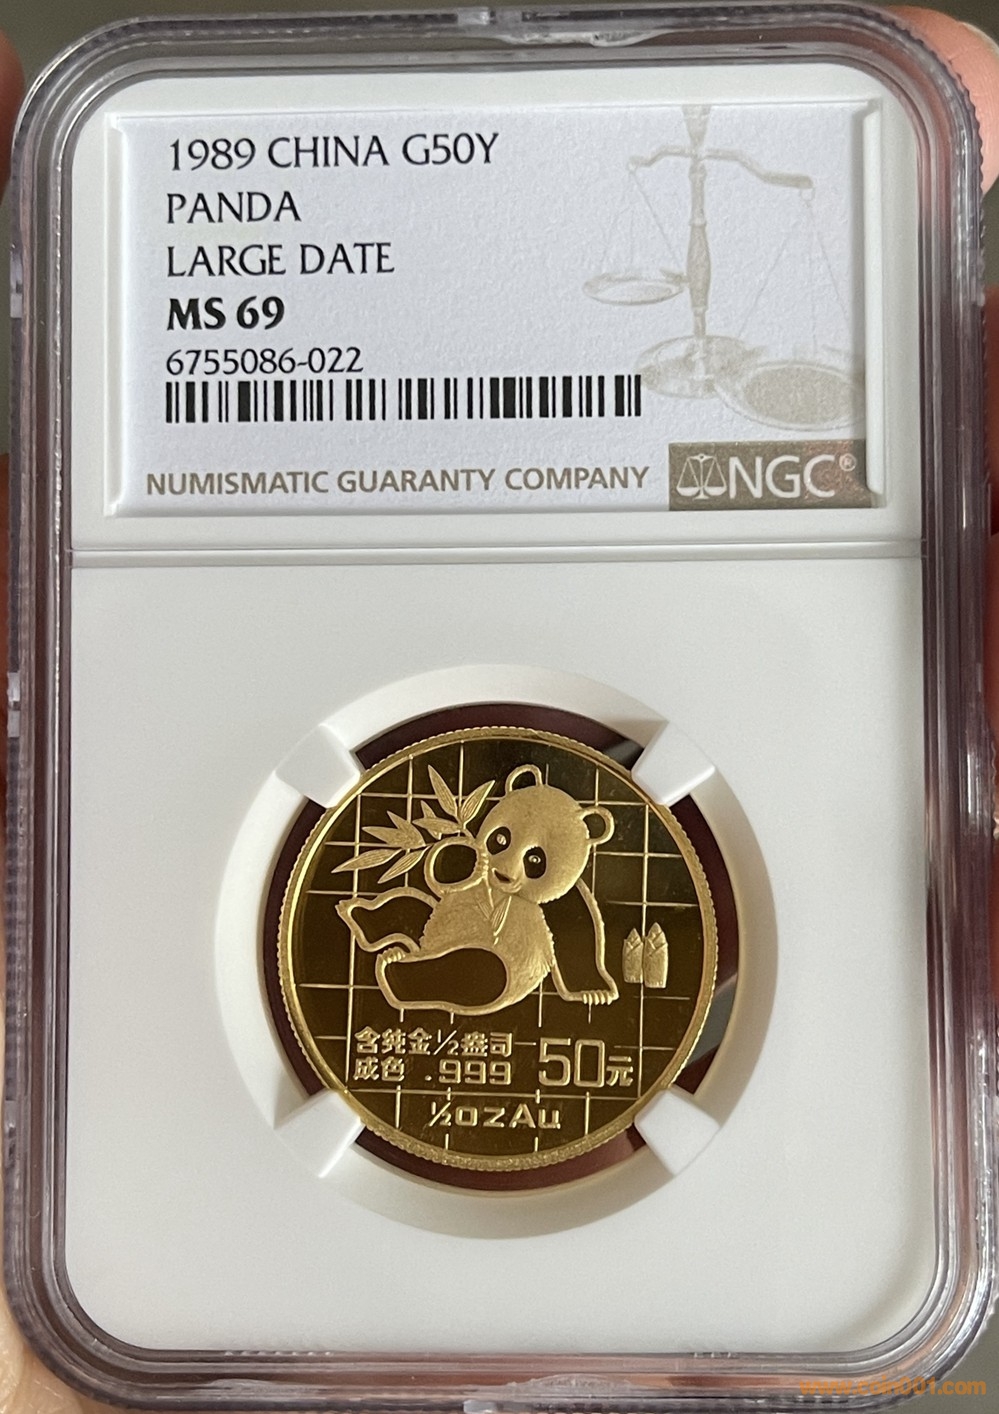 1989 CHINA G50Y
PANDA
LARGE DATE
MS 69
6755086-022
NUMISMATIC GUARANTY COMPANY
NGC®
含纯金½盎司
成色 .999 50元
½ozAu
www.coin001.com